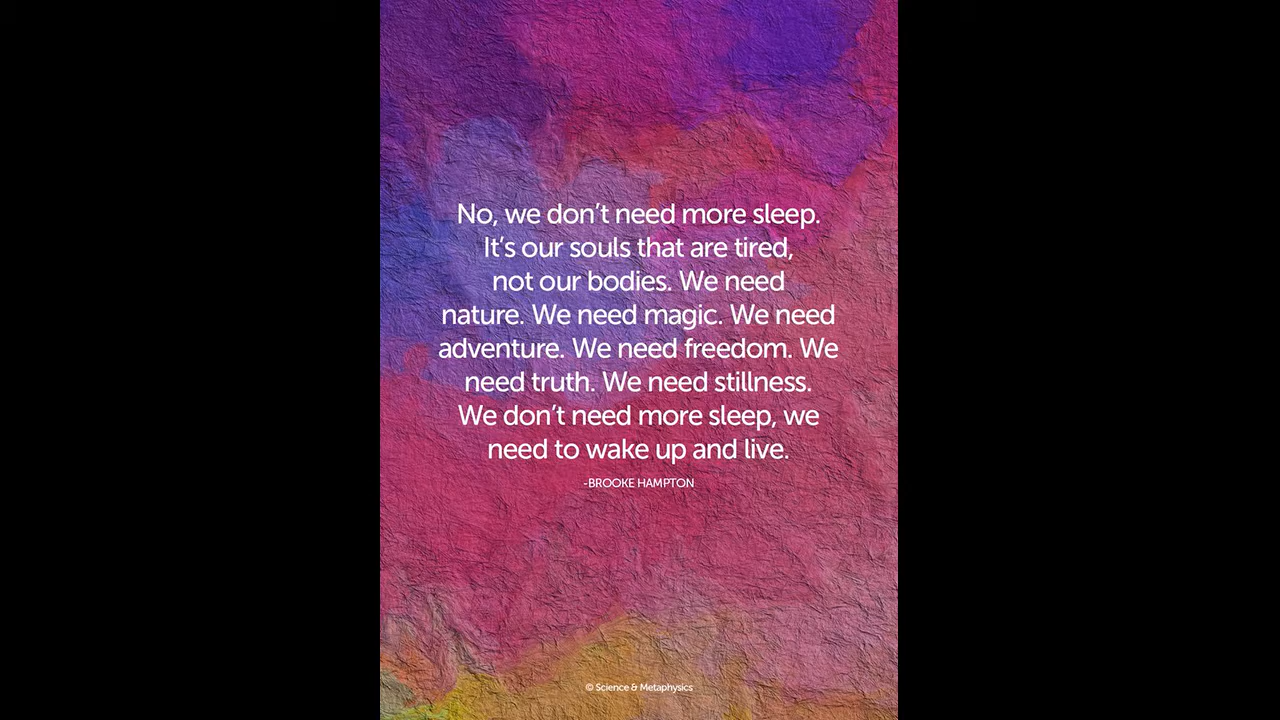 No, we don’t need more sleep.
It’s our souls that are tired,
not our bodies. We need
nature. We need magic. We need
adventure. We need freedom. We
need truth. We need stillness.
We don’t need more sleep, we
need to wake up and live.
-BROOKE HAMPTON
© Science & Metaphysics